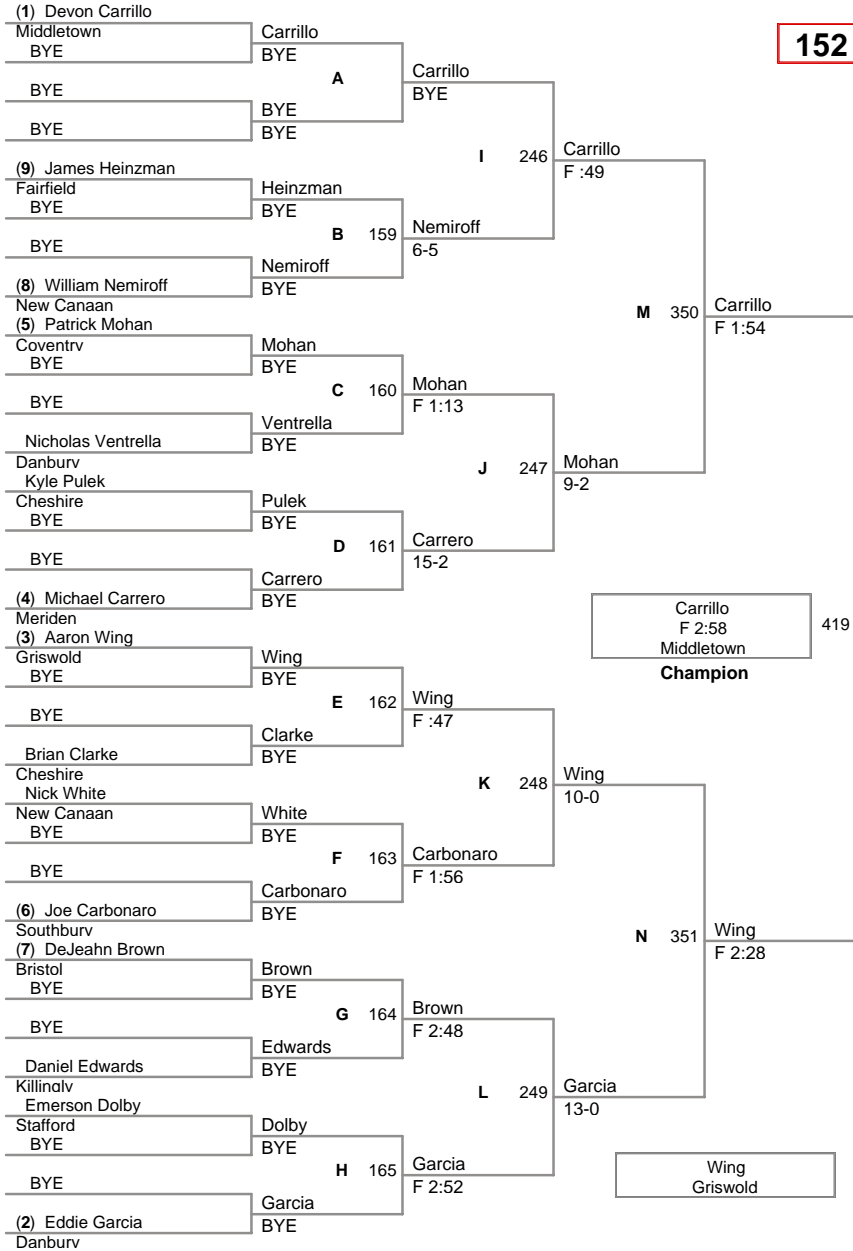 (1) Devon Carrillo
Middletown
BYE
BYE
BYE
(9) James Heinzman
Fairfield
BYE
BYE
(8) William Nemiroff
New Canaan
(5) Patrick Mohan
Coventry
BYE
BYE
Nicholas Ventrella
Danbury
Kyle Pulek
Cheshire
BYE
BYE
(4) Michael Carrero
Meriden
(3) Aaron Wing
Griswold
BYE
BYE
Brian Clarke
Cheshire
Nick White
New Canaan
BYE
BYE
(6) Joe Carbonaro
Southbury
(7) DeJeahn Brown
Bristol
BYE
BYE
Daniel Edwards
Killingly
Emerson Dolby
Stafford
BYE
BYE
(2) Eddie Garcia
Danbury
Carrillo
BYE
A
BYE
BYE
Heinzman
BYE
B 159
Nemiroff
BYE
Mohan
BYE
C 160
Ventrella
BYE
Pulek
BYE
D 161
Carrero
BYE
Wing
BYE
E 162
Clarke
BYE
White
BYE
F 163
Carbonaro
BYE
Brown
BYE
G 164
Edwards
BYE
Dolby
BYE
H 165
Garcia
BYE
Carrillo
BYE
I 246
Nemiroff
6-5
Mohan
F 1:13
J 247
Carrero
15-2
Wing
F :47
K 248
Carbonaro
F 1:56
Brown
F 2:48
L 249
Garcia
F 2:52
Carrillo
F :49
M 350
Mohan
9-2
Wing
10-0
N 351
Garcia
13-0
152
Carrillo
F 1:54
Carrillo
F 2:58
Middletown
419
Champion
Wing
F 2:28
Wing
Griswold